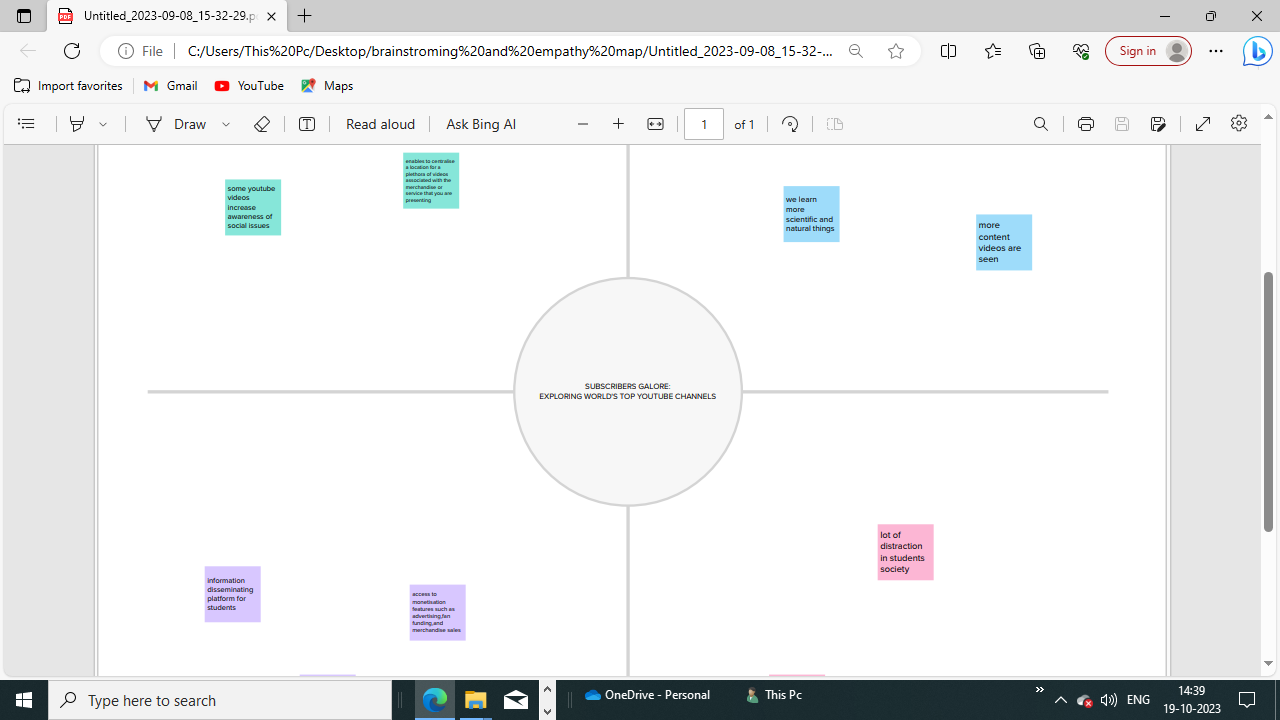 Untitled_2023-09-08_15-32-29.p
File
C:/Users/This%20Pc/Desktop/brainstroming%20and%20empathy%20map/Untitled_2023-09-08_15-32-...
Sign in
Import favorites
Gmail
YouTube
Maps
Draw
Read aloud
Ask Bing AI
1
of 1
enables to centralise
a location for a
plethora of videos
associated with the
merchandise or
service that you are
presenting
some youtube
videos
increase
awareness of
social issues
we learn
more
scientific and
natural things
more
content
videos are
seen
SUBSCRIBERS GALORE:
EXPLORING WORLD'S TOP YOUTUBE CHANNELS
lot of
distraction
in students
society
information
disseminating
platform for
students
access to
monetisation
features such as
advertising,fan
funding,and
merchandise sales
Type here to search
OneDrive - Personal
This Pc
ENG
14:39
19-10-2023